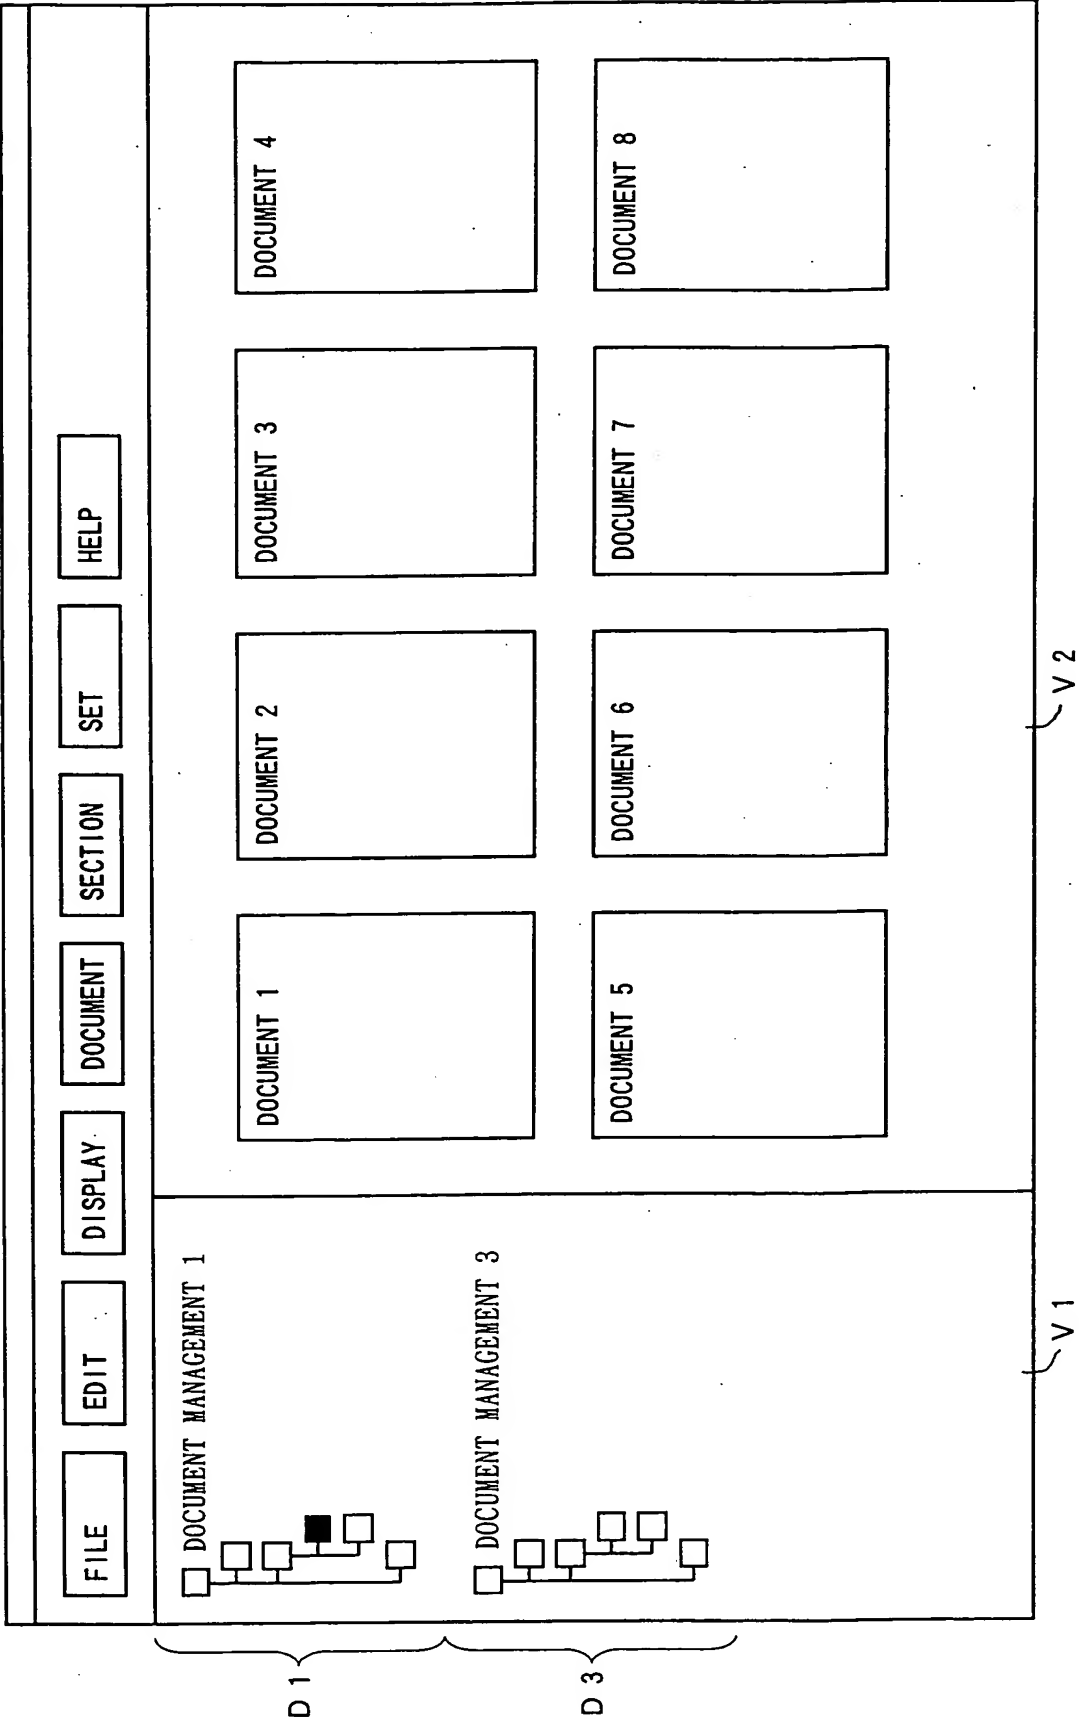 FILE
EDIT
DISPLAY
DOCUMENT
SECTION
SET
HELP
D 1
DOCUMENT MANAGEMENT 1
D 3
DOCUMENT MANAGEMENT 3
DOCUMENT 1
DOCUMENT 2
DOCUMENT 3
DOCUMENT 4
DOCUMENT 5
DOCUMENT 6
DOCUMENT 7
DOCUMENT 8
V 1
V 2